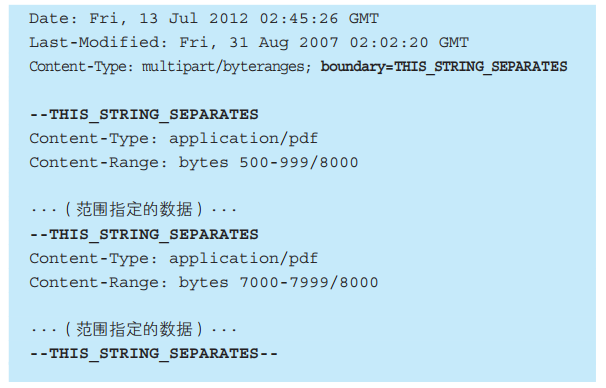 Date: Fri, 13 Jul 2012 02:45:26 GMT
Last-Modified: Fri, 31 Aug 2007 02:02:20 GMT
Content-Type: multipart/byteranges; boundary=THIS_STRING_SEPARATES
--THIS_STRING_SEPARATES
Content-Type: application/pdf
Content-Range: bytes 500-999/8000
···（范围指定的数据）···
--THIS_STRING_SEPARATES
Content-Type: application/pdf
Content-Range: bytes 7000-7999/8000
···（范围指定的数据）···
--THIS_STRING_SEPARATES--